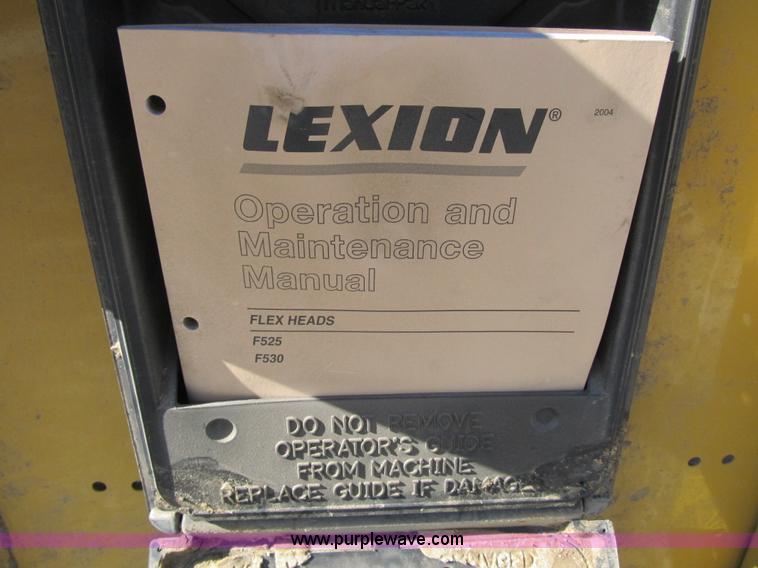 LEXION®
2004
Operation and
Maintenance
Manual
FLEX HEADS
F525
F530
DO NOT REMOVE
OPERATOR'S GUIDE
FROM MACHINE
REPLACE GUIDE IF DAMAGE
www.purplewave.com